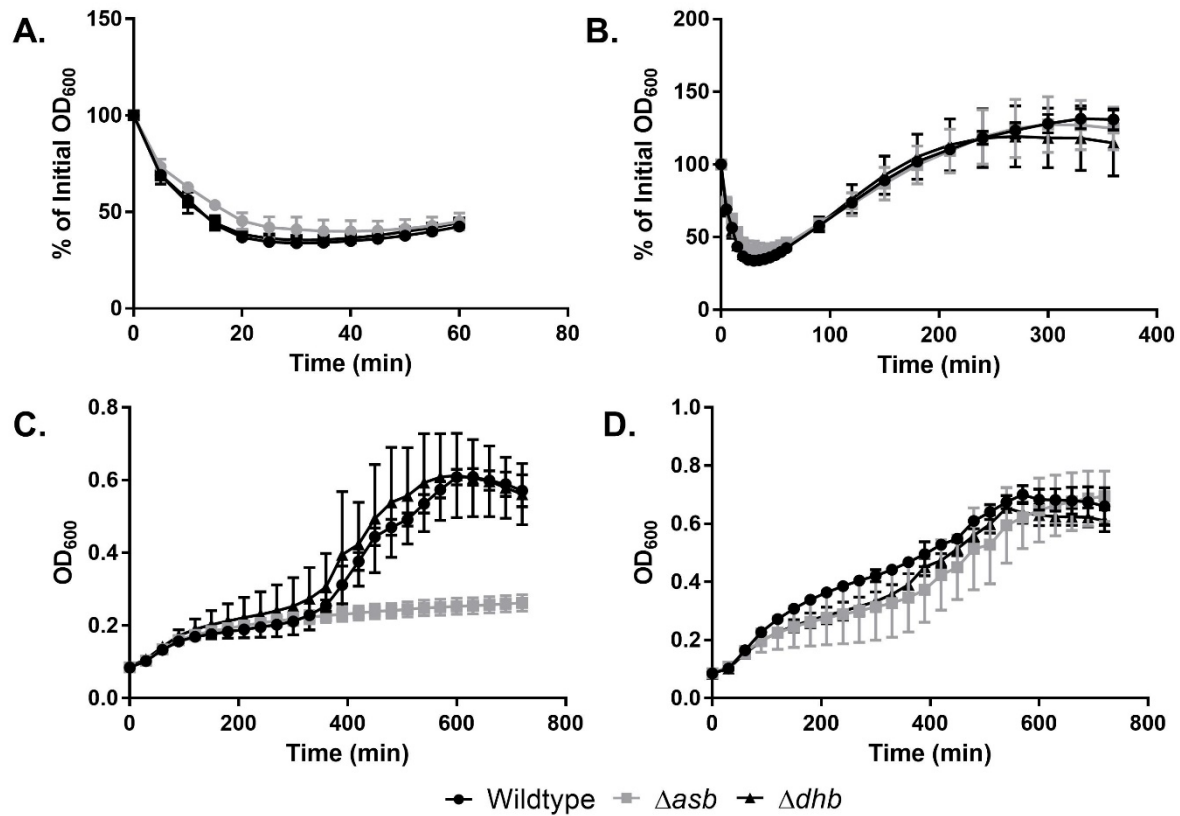 A.
150
100
50
0
% of Initial OD600
0 20 40 60 80
Time (min)
B.
200
150
100
50
0
% of Initial OD600
0 100 200 300 400
Time (min)
C.
0.8
0.6
0.4
0.2
0.0
OD600
0 200 400 600 800
Time (min)
D.
1.0
0.8
0.6
0.4
0.2
0.0
OD600
0 200 400 600 800
Time (min)
Wildtype Δasb Δdhb